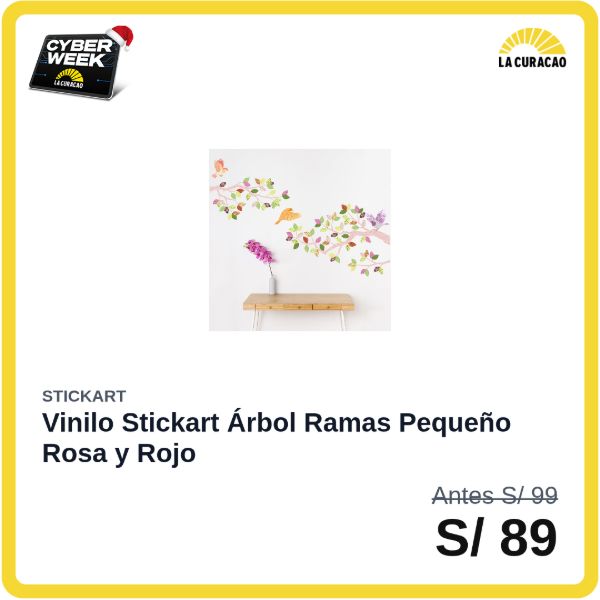 CYBER
WEEK
LA CURACAO
LA CURACAO
STICKART
Vinilo Stickart Árbol Ramas Pequeño
Rosa y Rojo
Antes S/ 99
S/ 89